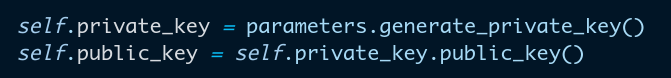 self.private_key = parameters.generate_private_key()
self.public_key = self.private_key.public_key()